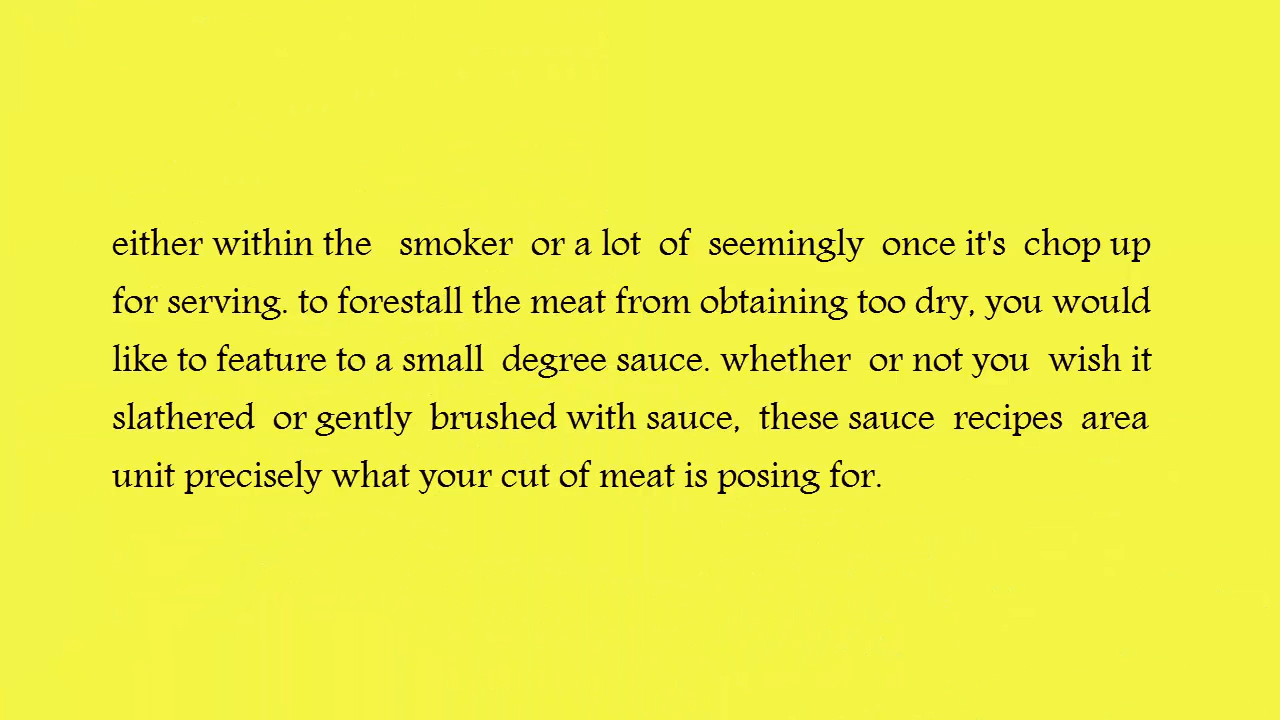 either within the smoker or a lot of seemingly once it's chop up
for serving. to forestall the meat from obtaining too dry, you would
like to feature to a small degree sauce. whether or not you wish it
slathered or gently brushed with sauce, these sauce recipes area
unit precisely what your cut of meat is posing for.